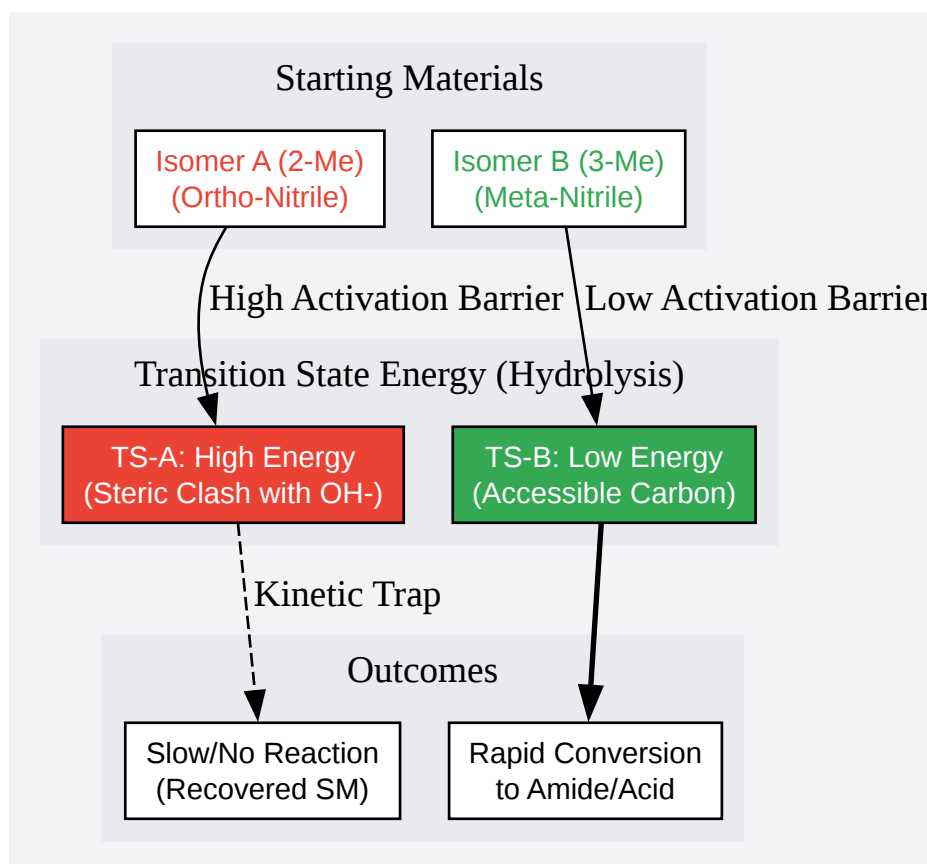 Starting Materials
Isomer A (2-Me)
(Ortho-Nitrile)
Isomer B (3-Me)
(Meta-Nitrile)
High Activation Barrier
Low Activation Barrier
Transition State Energy (Hydrolysis)
TS-A: High Energy
(Steric Clash with OH-)
TS-B: Low Energy
(Accessible Carbon)
Kinetic Trap
Outcomes
Slow/No Reaction
(Recovered SM)
Rapid Conversion
to Amide/Acid